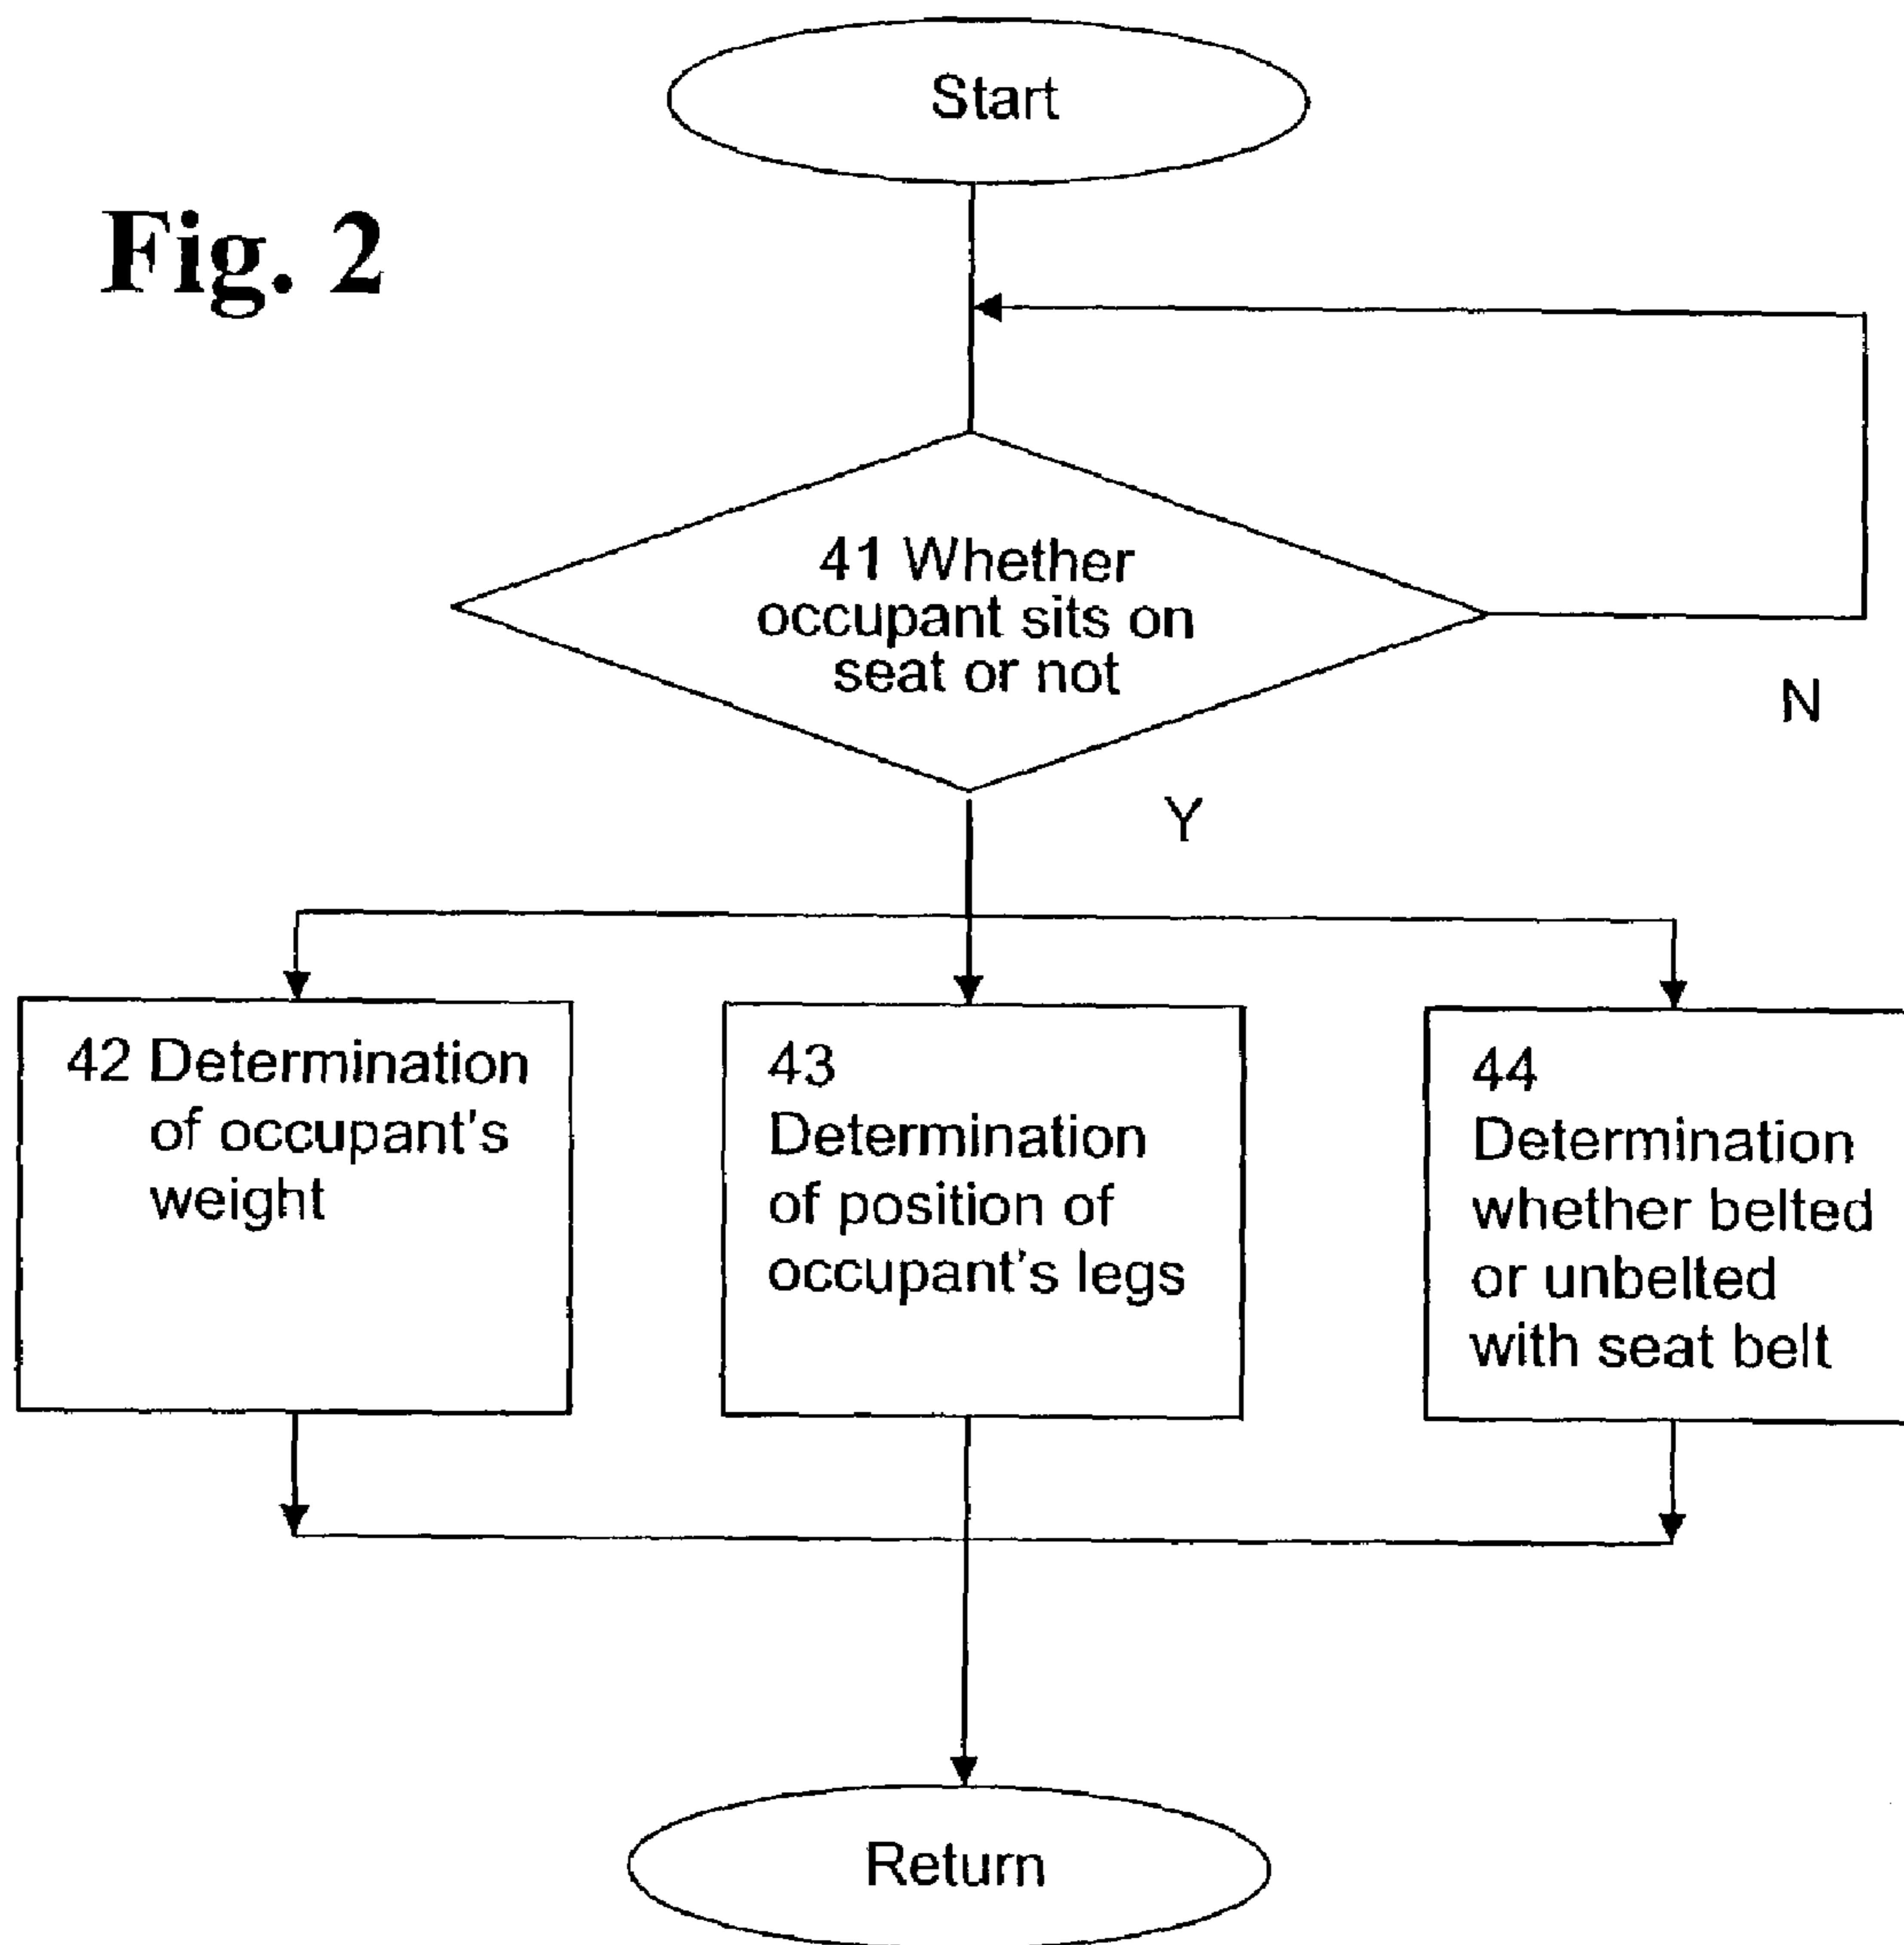 Start
Fig. 2
41 Whether
occupant sits on
seat or not
N
Y
42 Determination
of occupant's
weight
43
Determination
of position of
occupant's legs
44
Determination
whether belted
or unbelted
with seat belt
Return